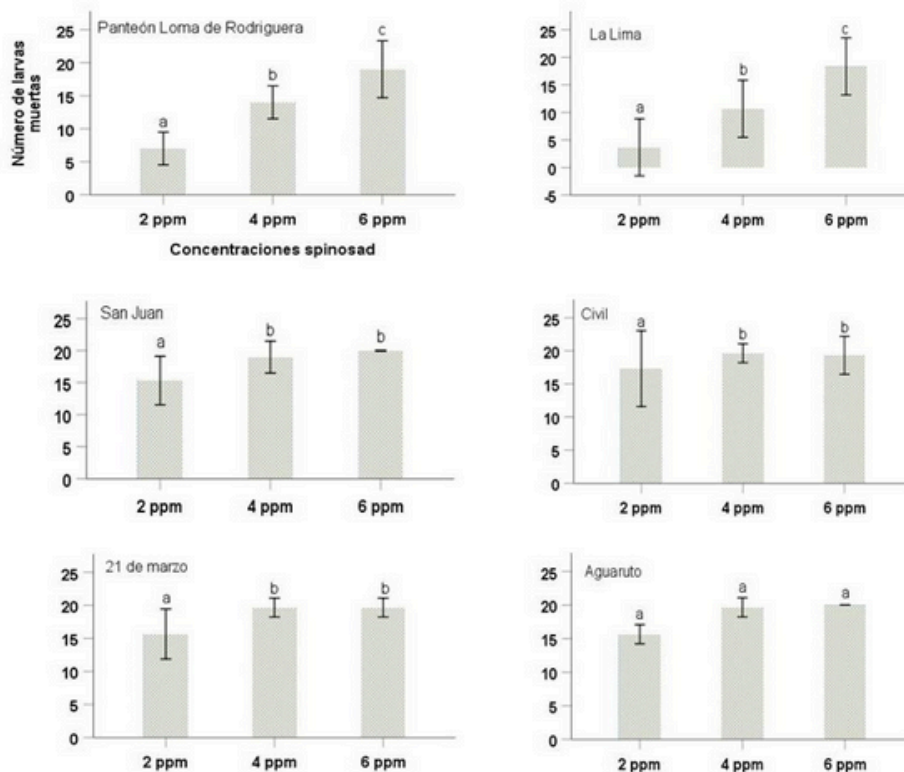 Panteón Loma de Rodriguera
Número de larvas
muertas
25
20
15
10
5
0
a
b
c
2 ppm
4 ppm
6 ppm
Concentraciones spinosad
La Lima
25
20
15
10
5
0
-5
a
b
c
2 ppm
4 ppm
6 ppm
San Juan
25
20
15
10
5
0
a
b
b
2 ppm
4 ppm
6 ppm
Civil
25
20
15
10
5
0
a
b
b
2 ppm
4 ppm
6 ppm
21 de marzo
25
20
15
10
5
0
a
b
b
2 ppm
4 ppm
6 ppm
Aguaruto
25
20
15
10
5
0
a
a
a
2 ppm
4 ppm
6 ppm